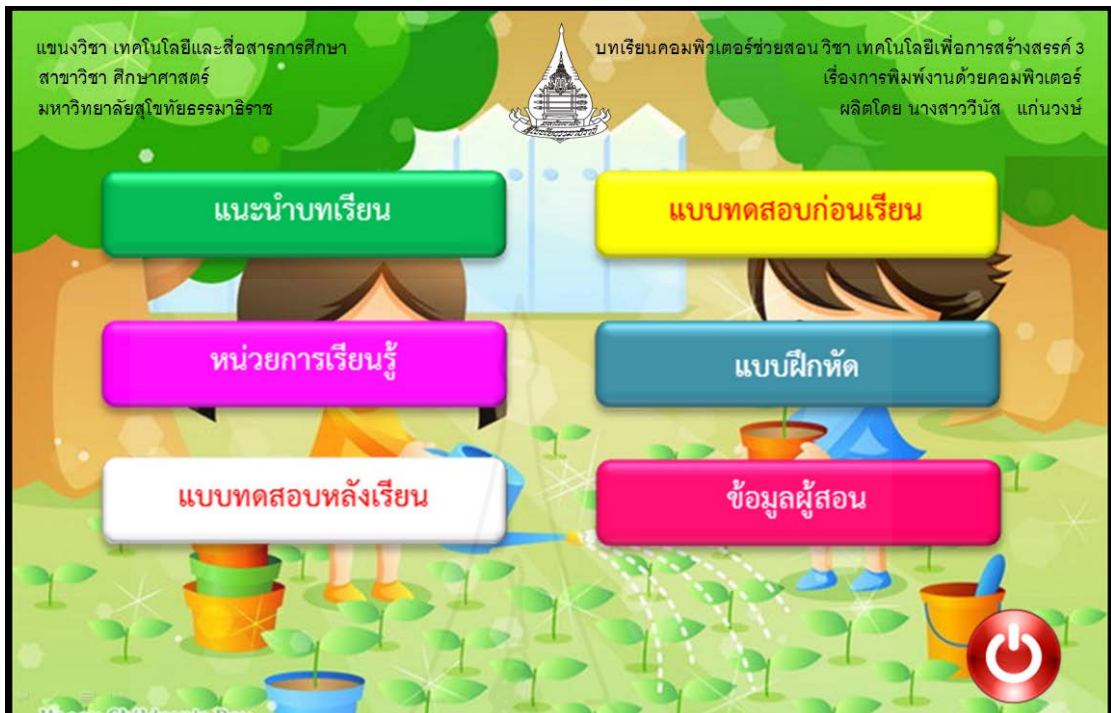 แขนงวิชา เทคโนโลยีและสื่อสารการศึกษา
สาขาวิชา ศึกษาศาสตร์
มหาวิทยาลัยสุโขทัยธรรมาธิราช
บทเรียนคอมพิวเตอร์ช่วยสอน วิชา เทคโนโลยีเพื่อการสร้างสรรค์ 3
เรื่องการพิมพ์งานด้วยคอมพิวเตอร์
ผลิตโดย นางสาววีนัส แก่นวงษ์
แนะนำบทเรียน
แบบทดสอบก่อนเรียน
หน่วยการเรียนรู้
แบบฝึกหัด
แบบทดสอบหลังเรียน
ข้อมูลผู้สอน